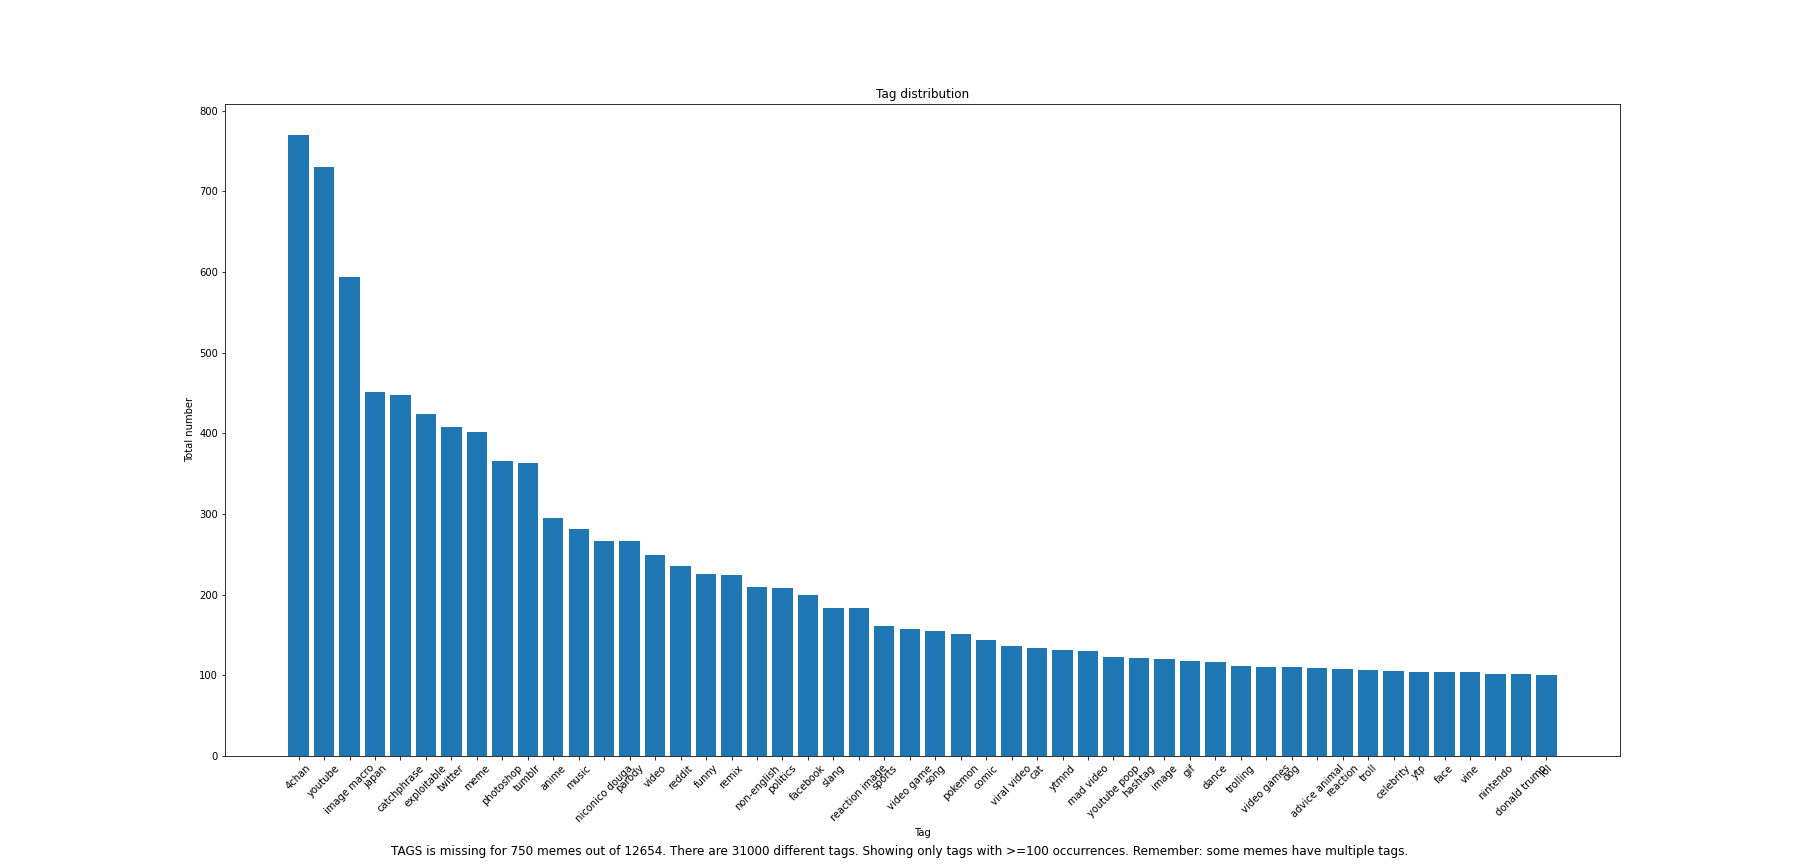 Tag distribution
800
700
600
500
400
300
200
100
0
Total number
4chan
youtube
image macro
japan
catchphrase
exploitable
twitter
meme
photoshop
tumblr
anime
music
niconico douga
parody
video
reddit
funny
remix
non-english
politics
facebook
slang
reaction image
sports
video game
song
pokemon
comic
viral video
cat
ytmnd
mad video
youtube poop
hashtag
image
gif
dance
trolling
video games
dog
advice animal
reaction
troll
celebrity
ytp
face
vine
nintendo
donald trump
lol
Tag
TAGS is missing for 750 memes out of 12654. There are 31000 different tags. Showing only tags with >=100 occurrences. Remember: some memes have multiple tags.